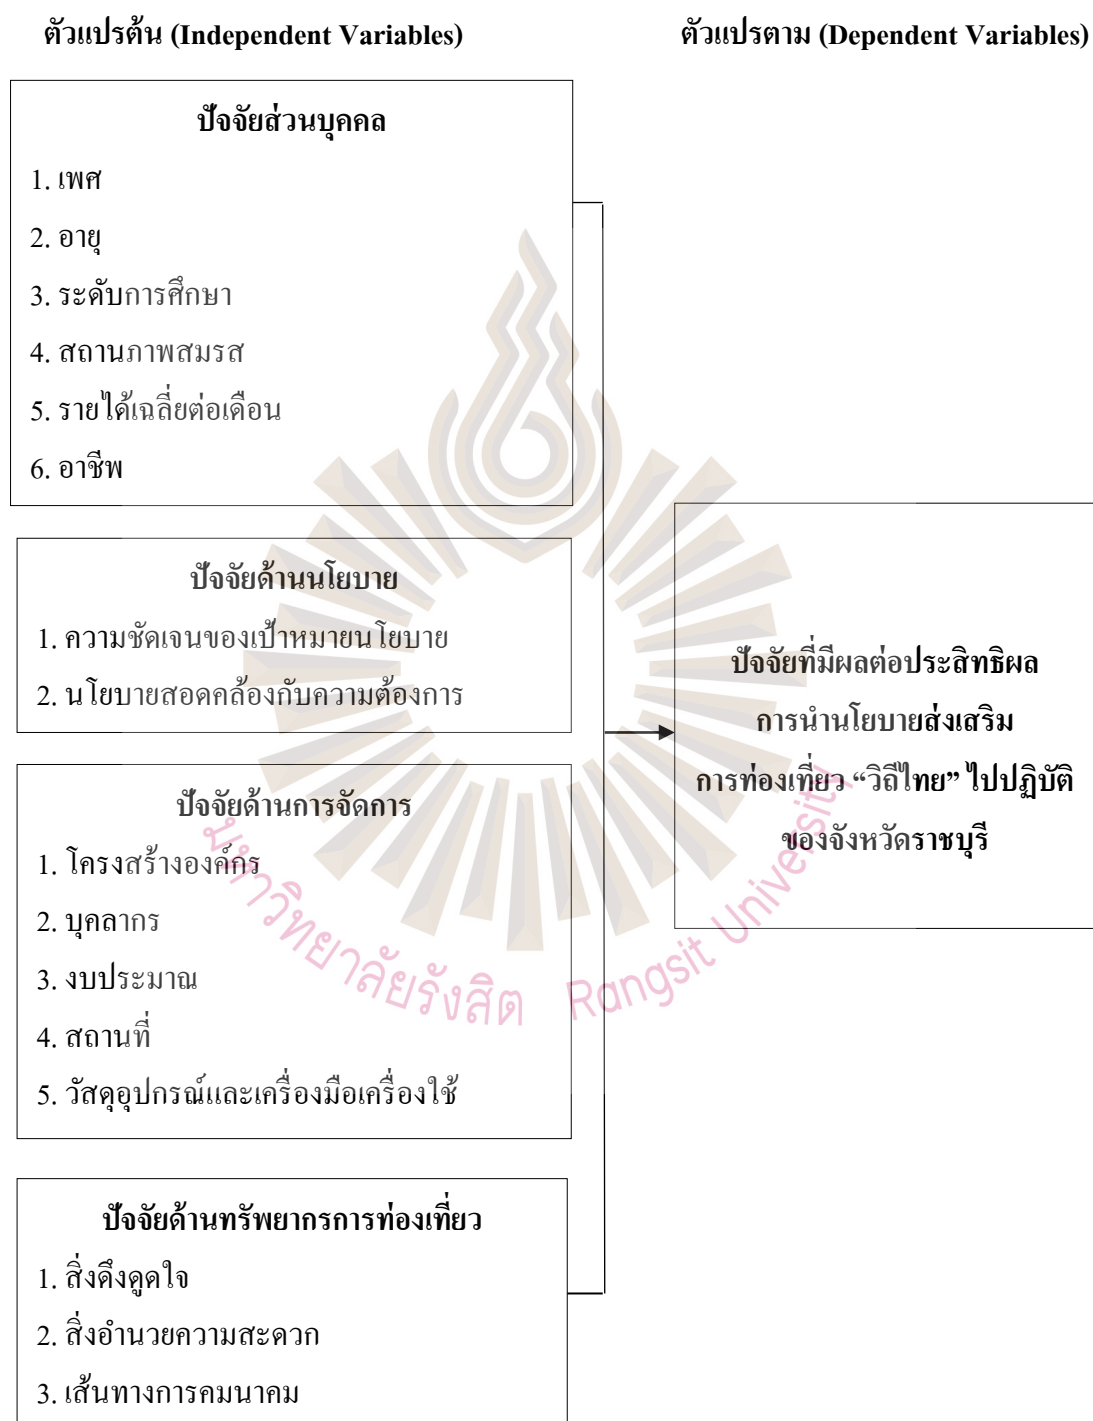 ตัวแปรต้น (Independent Variables)
ตัวแปรตาม (Dependent Variables)
ปัจจัยส่วนบุคคล
1. เพศ
2. อายุ
3. ระดับการศึกษา
4. สถานภาพสมรส
5. รายได้เฉลี่ยต่อเดือน
6. อาชีพ
ปัจจัยด้านนโยบาย
1. ความชัดเจนของเป้าหมายนโยบาย
2. นโยบายสอดคล้องกับความต้องการ
ปัจจัยด้านการจัดการ
1. โครงสร้างองค์กร
2. บุคลากร
3. งบประมาณ
4. สถานที่
5. วัสดุอุปกรณ์และเครื่องมือเครื่องใช้
ปัจจัยด้านทรัพยากรการท่องเที่ยว
1. สิ่งดึงดูดใจ
2. สิ่งอำนวยความสะดวก
3. เส้นทางการคมนาคม
ปัจจัยที่มีผลต่อประสิทธิผล
การนำนโยบายส่งเสริม
การท่องเที่ยว “วิถีไทย” ไปปฏิบัติ
ของจังหวัดราชบุรี
มหาวิทยาลัยรังสิต Rangsit University